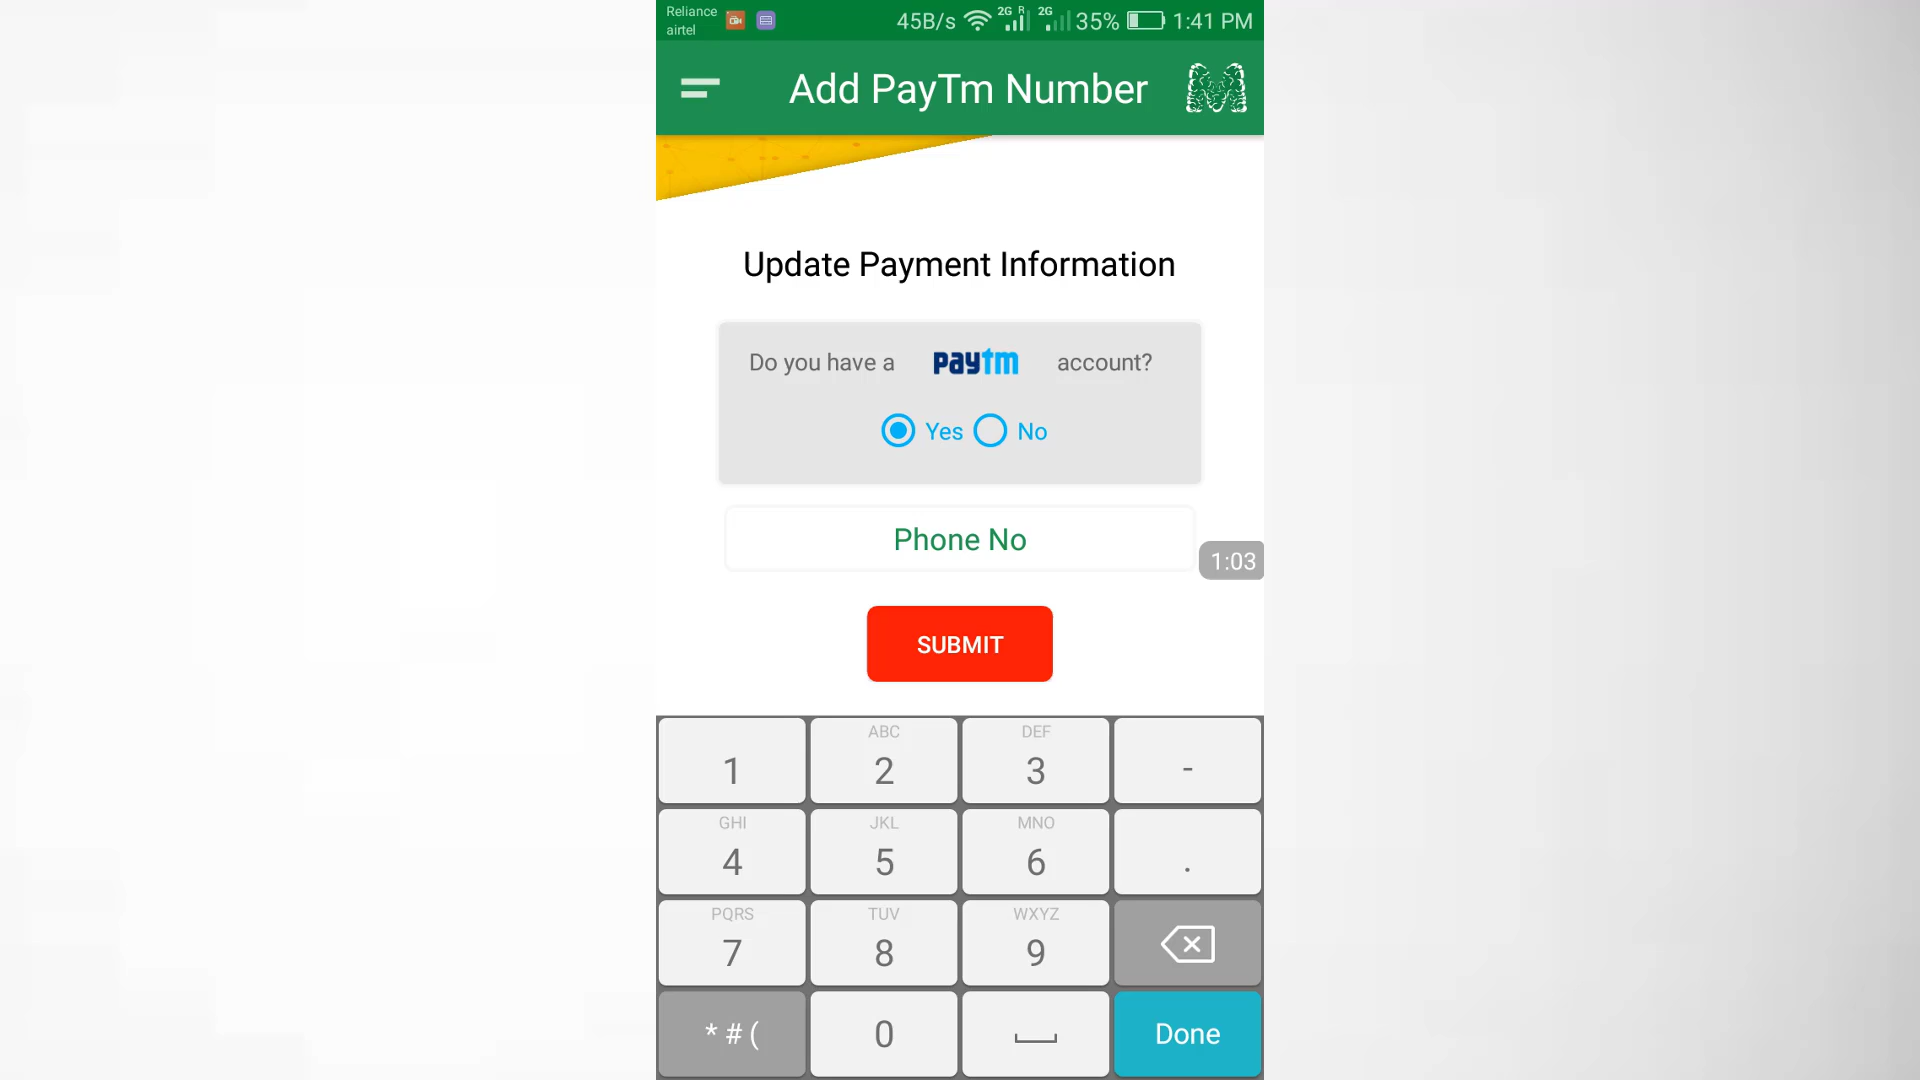 Reliance
airtel
45B/s 2G R 2G 35% 1:41 PM
Add PayTm Number
Update Payment Information
Do you have a paytm account?
Yes No
Phone No
1:03
SUBMIT
ABC DEF
1 2 3 -
GHI JKL MNO
4 5 6 .
PQRS TUV WXYZ
7 8 9
* # ( 0 Done